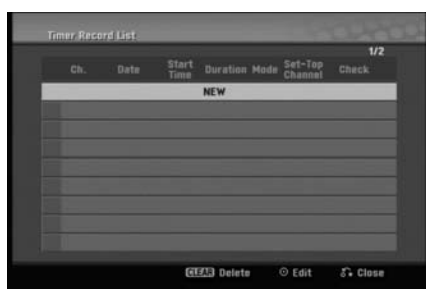 Timer Record List
1/2
Ch. Date Start Time Duration Mode Set-Top Channel Check
NEW
CLEAR Delete ⊙ Edit Close